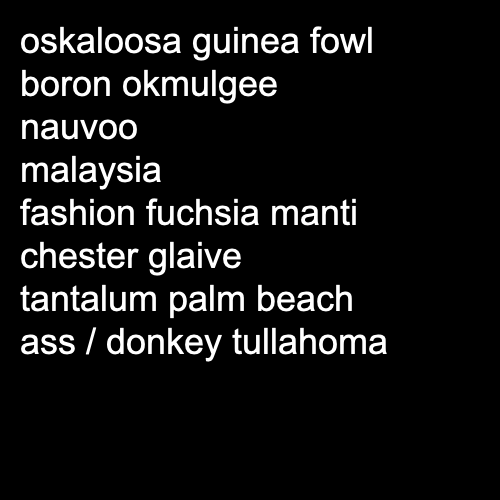 oskaloosa guinea fowl
boron okmulgee
nauvoo
malaysia
fashion fuchsia manti
chester glaive
tantalum palm beach
ass / donkey tullahoma